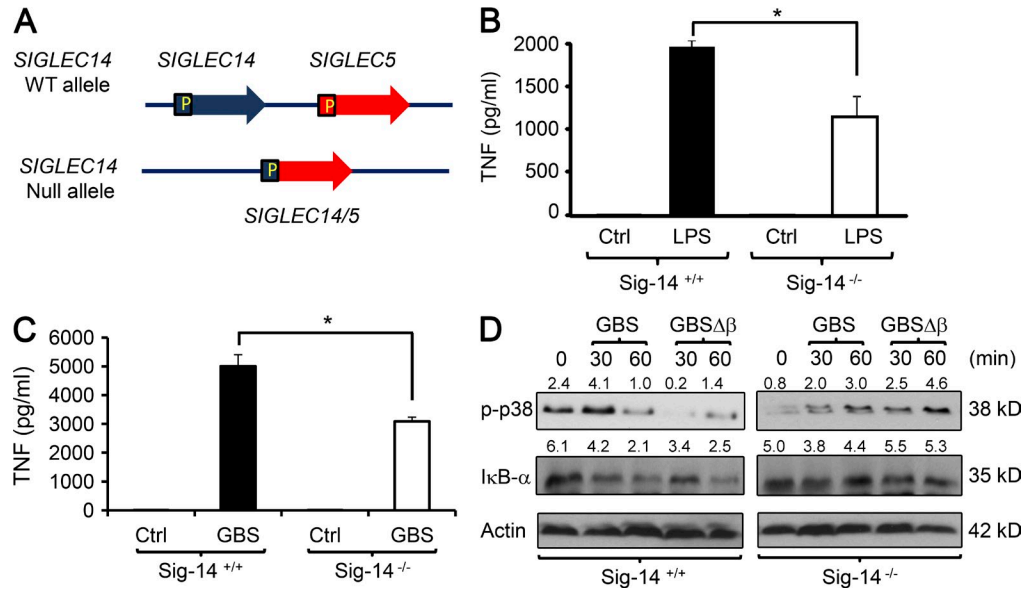 A
SIGLEC14
WT allele
SIGLEC14
SIGLEC5
P
P
SIGLEC14
Null allele
P
SIGLEC14/5
B
TNF (pg/ml)
2000
1500
1000
500
0
*
Ctrl
LPS
Ctrl
LPS
Sig-14 +/+
Sig-14 -/-
C
TNF (pg/ml)
6000
5000
4000
3000
2000
1000
0
*
Ctrl
GBS
Ctrl
GBS
Sig-14 +/+
Sig-14 -/-
D
GBS GBSΔβ GBS GBSΔβ
0 30 60 30 60 0 30 60 30 60 (min)
2.4 4.1 1.0 0.2 1.4 0.8 2.0 3.0 2.5 4.6
p-p38 38 kD
6.1 4.2 2.1 3.4 2.5 5.0 3.8 4.4 5.5 5.3
IκB-α 35 kD
Actin 42 kD
Sig-14 +/+
Sig-14 -/-